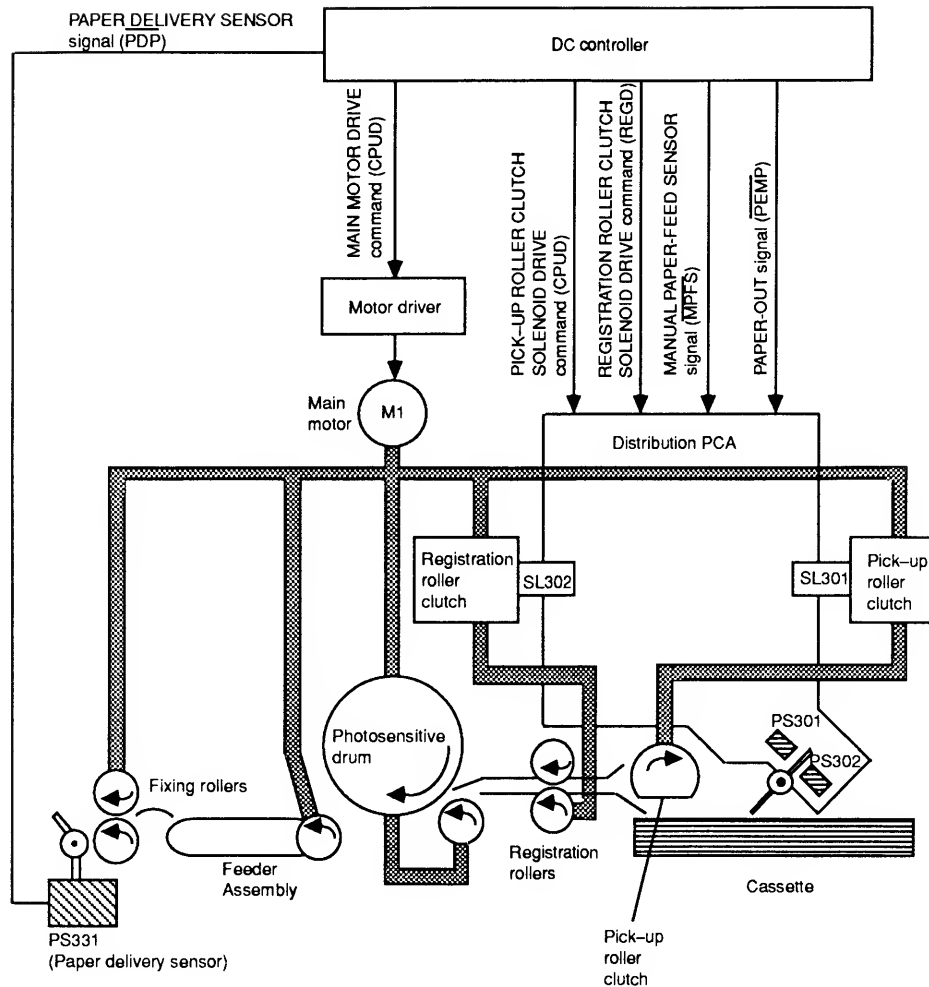 PAPER DELIVERY SENSOR
signal (PDP)
DC controller
MAIN MOTOR DRIVE
command (CPUD)
PICK–UP ROLLER CLUTCH
SOLENOID DRIVE
command (CPUD)
REGISTRATION ROLLER CLUTCH
SOLENOID DRIVE command (REGD)
MANUAL PAPER-FEED SENSOR
signal (MPFS)
PAPER-OUT signal (PEMP)
Motor driver
Main
motor
M1
Distribution PCA
Registration
roller
clutch
SL302
SL301
Pick–up
roller
clutch
Photosensitive
drum
PS301
PS302
Fixing rollers
Feeder
Assembly
Registration
rollers
Cassette
PS331
(Paper delivery sensor)
Pick–up
roller
clutch